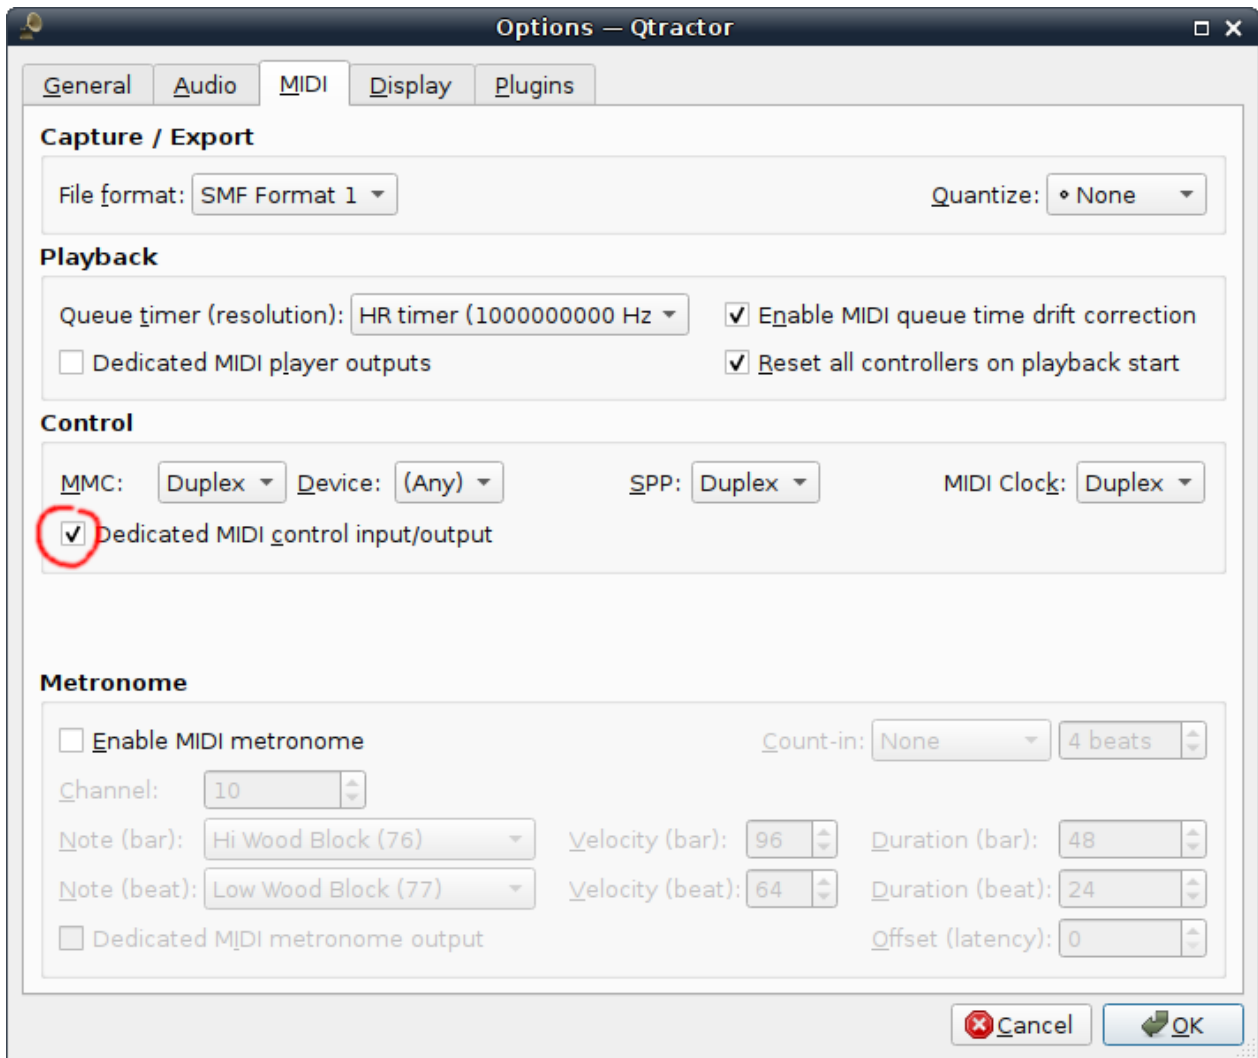 Options — Qtractor
General Audio MIDI Display Plugins
Capture / Export
File format: SMF Format 1 Quantize: None
Playback
Queue timer (resolution): HR timer (1000000000 Hz Enable MIDI queue time drift correction
Dedicated MIDI player outputs Reset all controllers on playback start
Control
MMC: Duplex Device: (Any) SPP: Duplex MIDI Clock: Duplex
Dedicated MIDI control input/output
Metronome
Enable MIDI metronome Count-in: None 4 beats
Channel: 10
Note (bar): Hi Wood Block (76) Velocity (bar): 96 Duration (bar): 48
Note (beat): Low Wood Block (77) Velocity (beat): 64 Duration (beat): 24
Dedicated MIDI metronome output Offset (latency): 0
Cancel OK